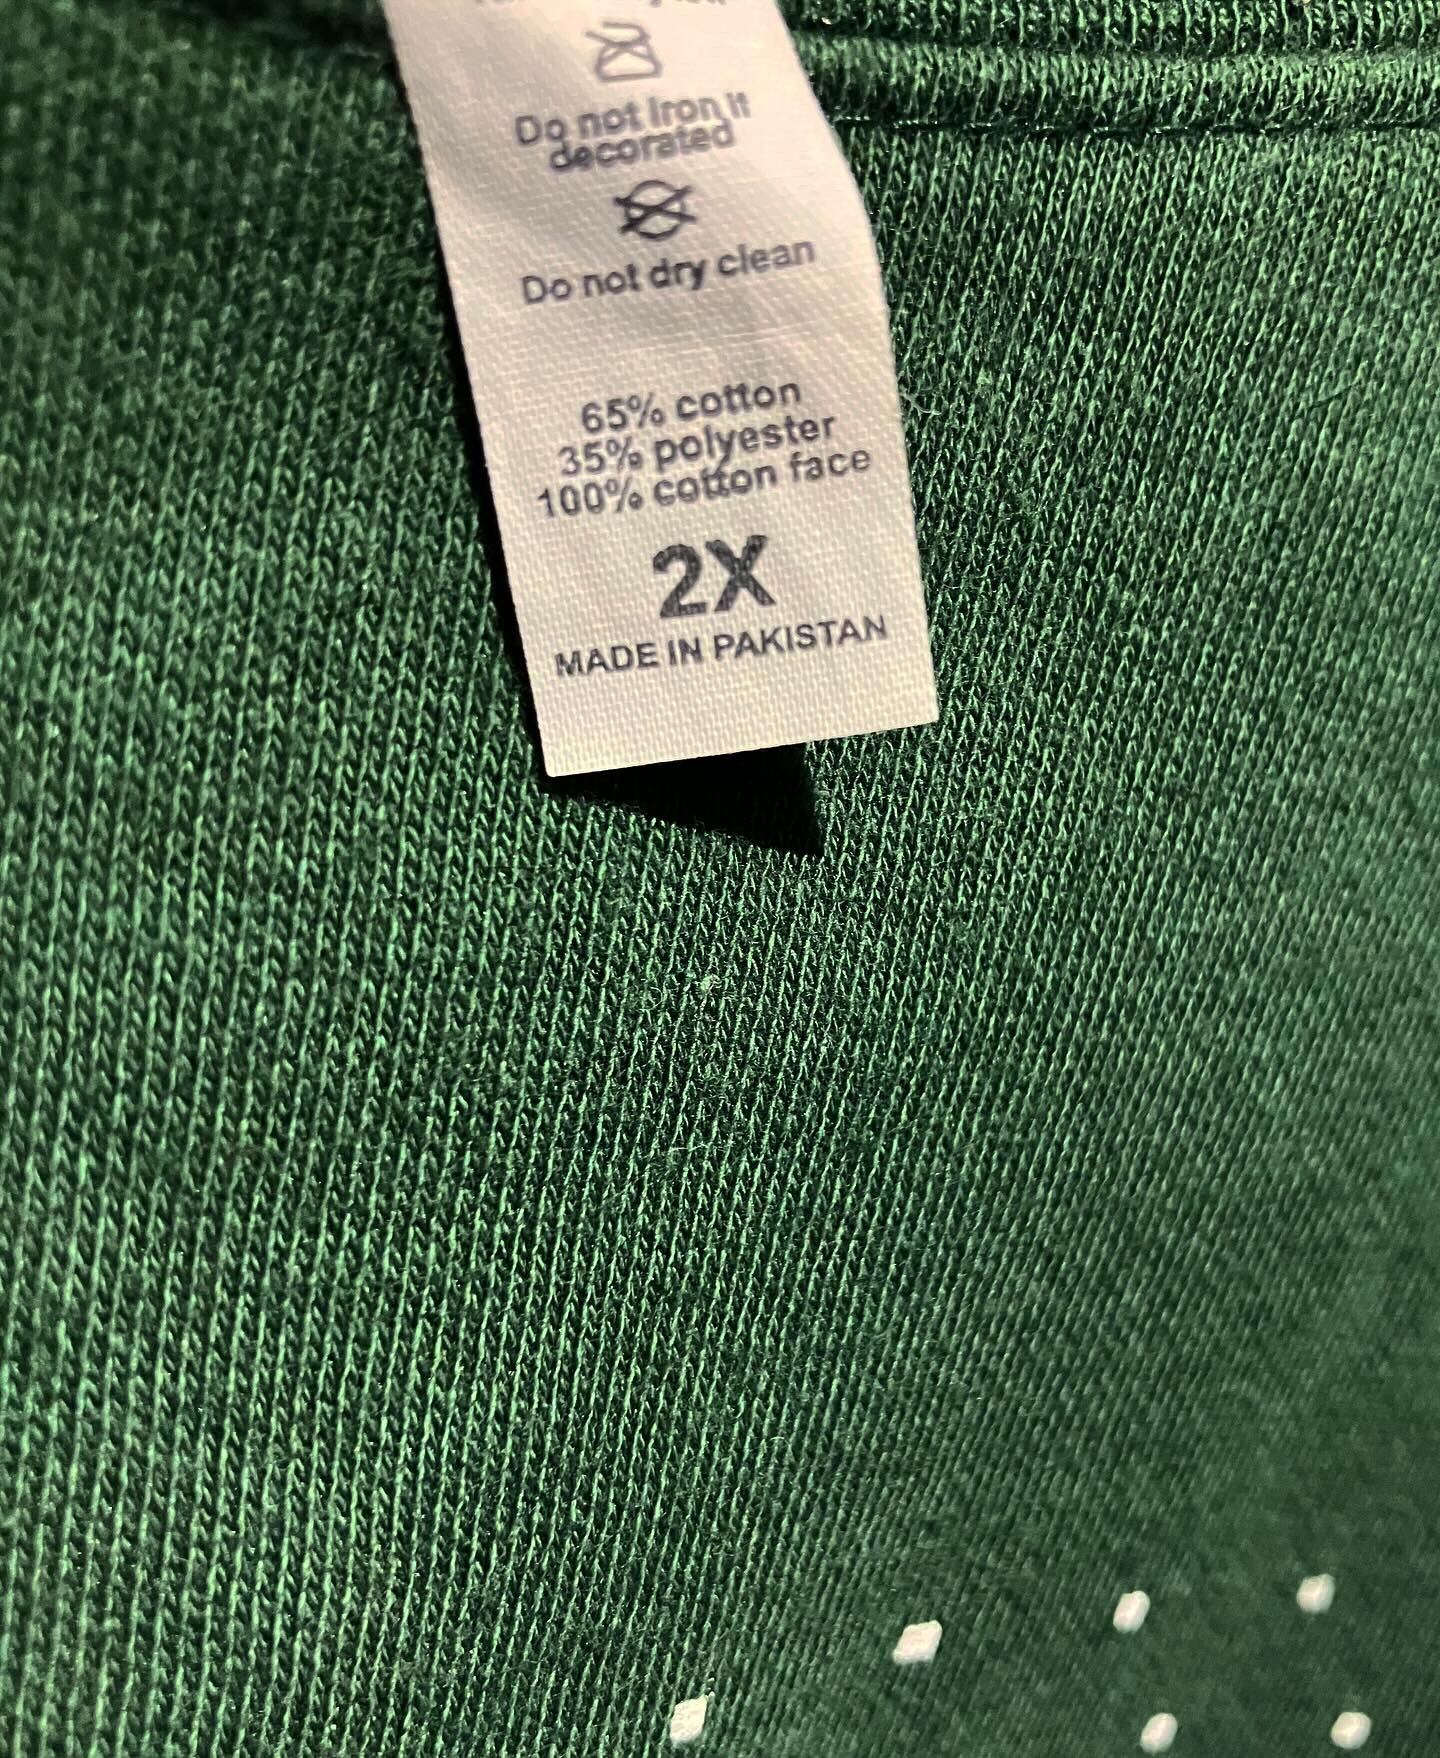 Do not Iron it
decorated
Do not dry clean
65% cotton
35% polyester
100% cotton face
2X
MADE IN PAKISTAN